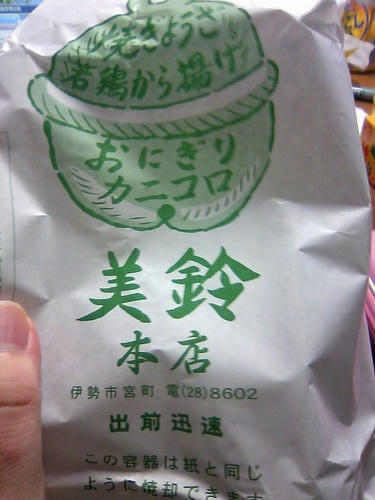 焼ぎょうざ
若鶏から揚げ
おにぎり
カニコロ
美鈴
本店
伊勢市宮町 電(28)8602
出前迅速
この容器は紙と同じ
ように焼却できます